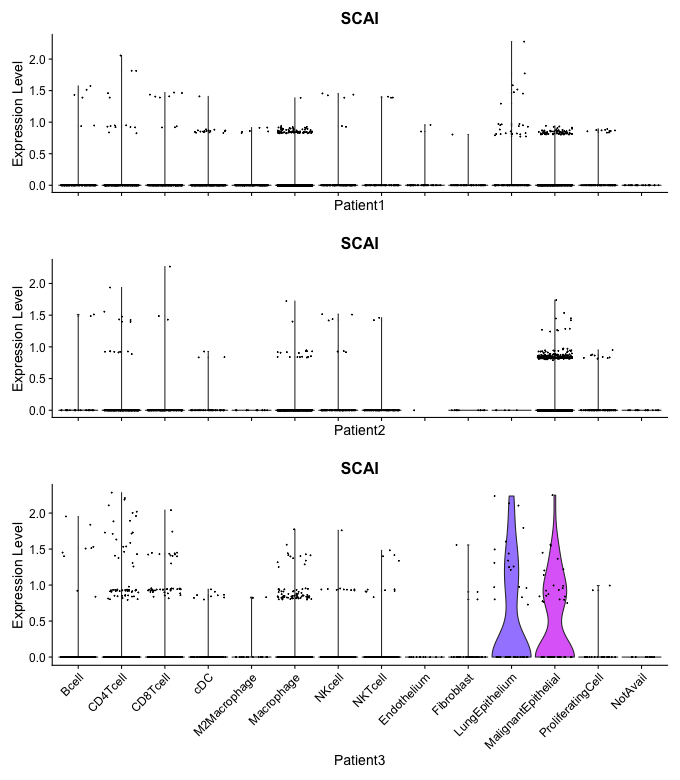 SCAI
Expression Level
2.0
1.5
1.0
0.5
0.0
Patient1
SCAI
Expression Level
2.0
1.5
1.0
0.5
0.0
Patient2
SCAI
Expression Level
2.0
1.5
1.0
0.5
0.0
Bcell
CD4Tcell
CD8Tcell
cDC
M2Macrophage
Macrophage
NKcell
NKTcell
Endothelium
Fibroblast
LungEpithelium
MalignantEpithelial
ProliferatingCell
NotAvail
Patient3